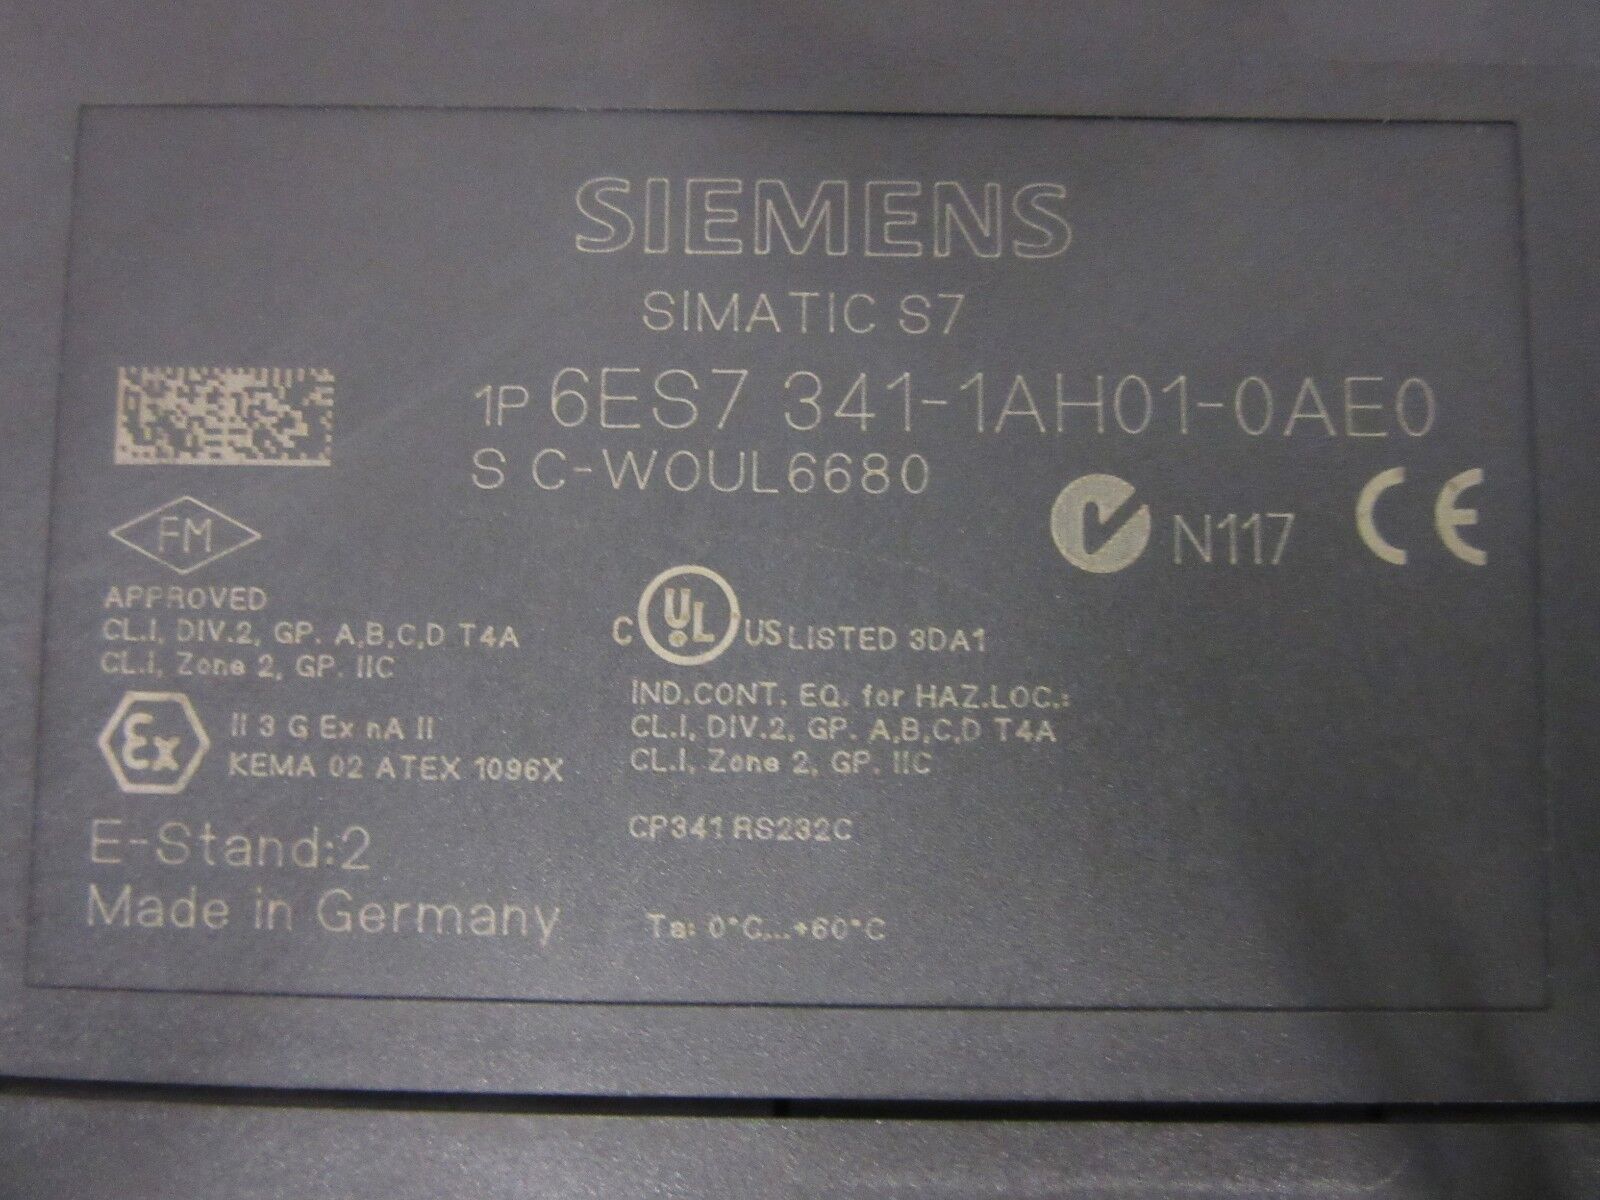 SIEMENS
SIMATIC S7
1P 6ES7 341-1AH01-0AE0
S C-WOUL6680
N117 CE
FM
APPROVED
CL.I, DIV.2, GP. A,B,C,D T4A
CL.I, Zone 2, GP. IIC
Ex II 3 G Ex nA II
KEMA 02 ATEX 1096X
E-Stand:2
Made in Germany
C UL US LISTED 3DA1
IND.CONT. EQ. for HAZ.LOC.:
CL.I, DIV.2, GP. A,B,C,D T4A
CL.I, Zone 2, GP. IIC
CP341 RS232C
Ta: 0°C...+60°C